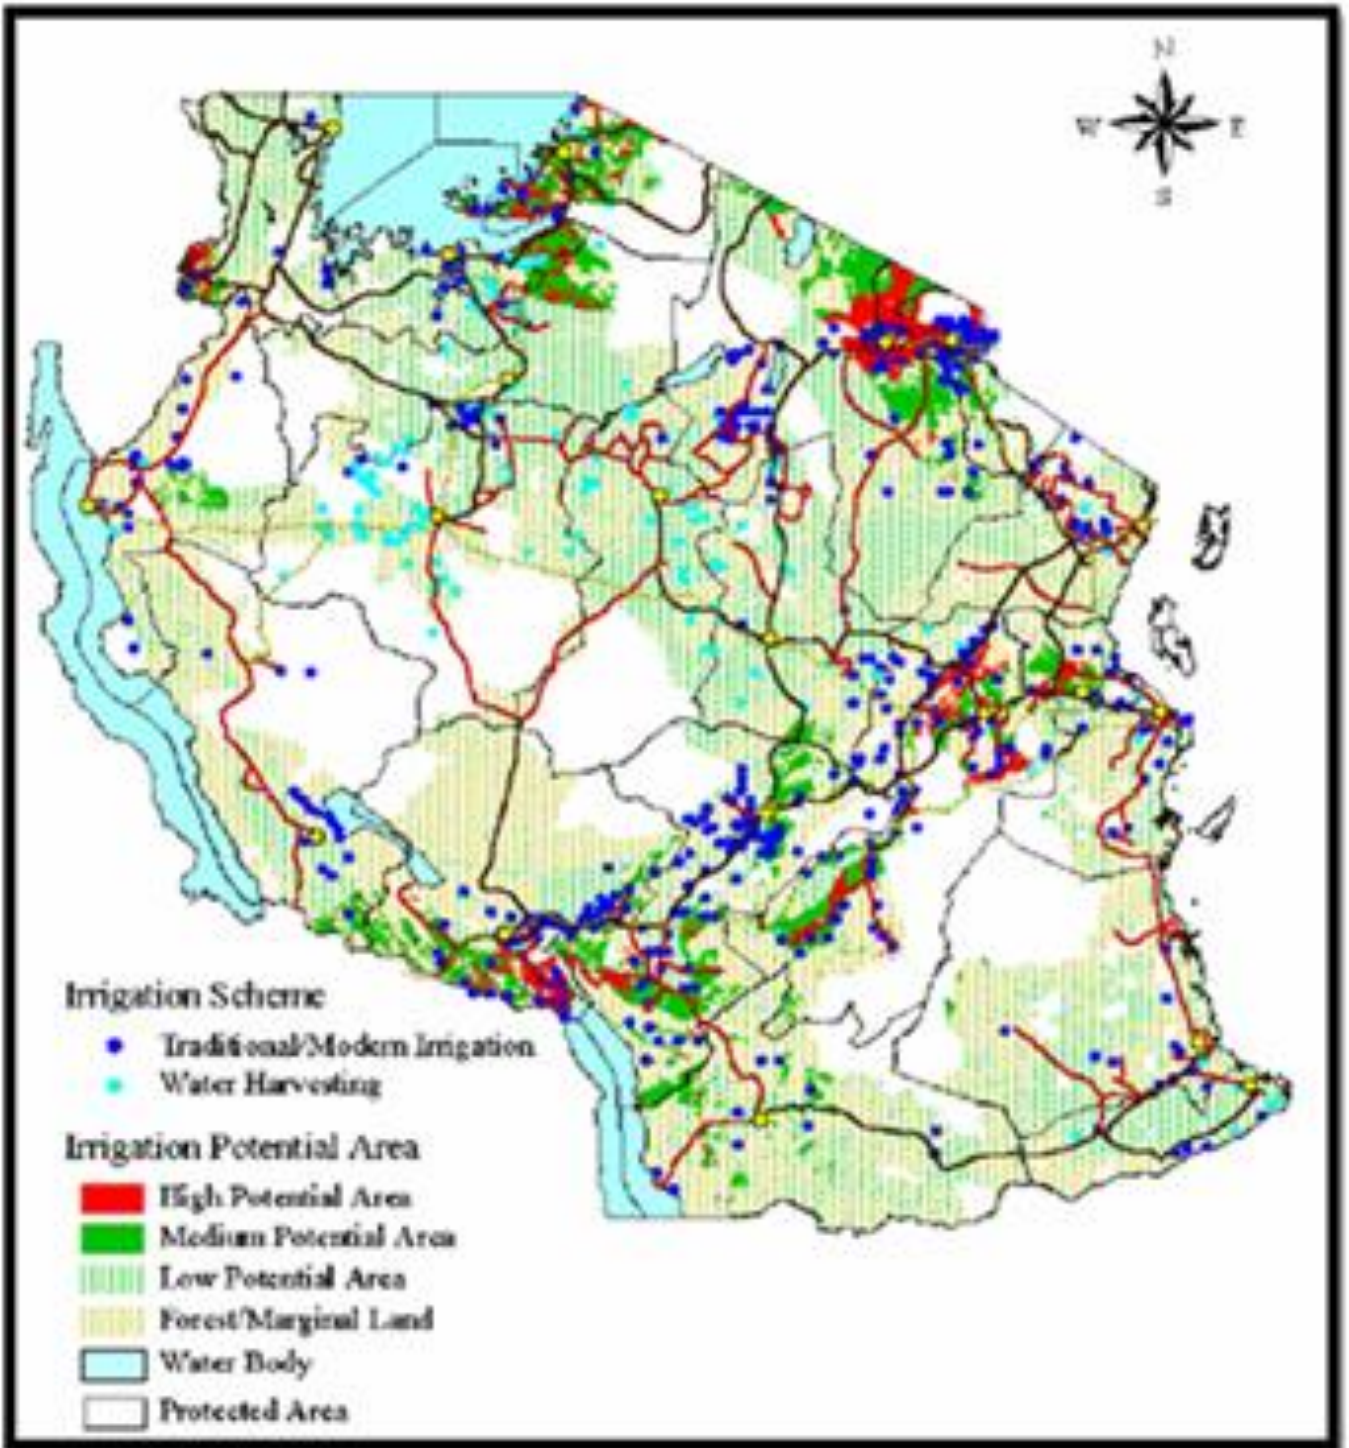 N
W E
S
Irrigation Scheme
Traditional/Modern Irrigation
Water Harvesting
Irrigation Potential Area
High Potential Area
Medium Potential Area
Low Potential Area
Forest/Marginal Land
Water Body
Protected Area